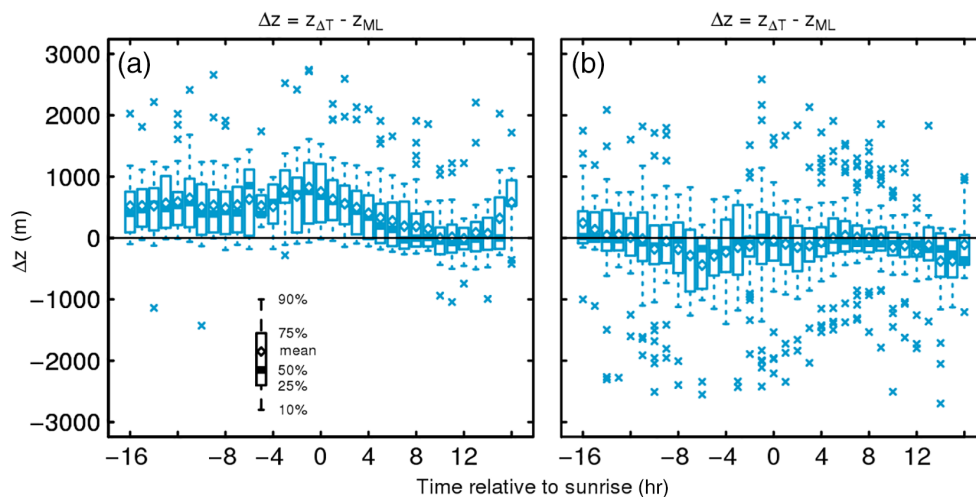 Δz = z_ΔT - z_ML
Δz = z_ΔT - z_ML
(a)
(b)
Δz (m)
3000
2000
1000
0
−1000
−2000
−3000
90%
75%
mean
50%
25%
10%
−16 −12 −8 −4 0 4 8 12
−16 −12 −8 −4 0 4 8 12
Time relative to sunrise (hr)